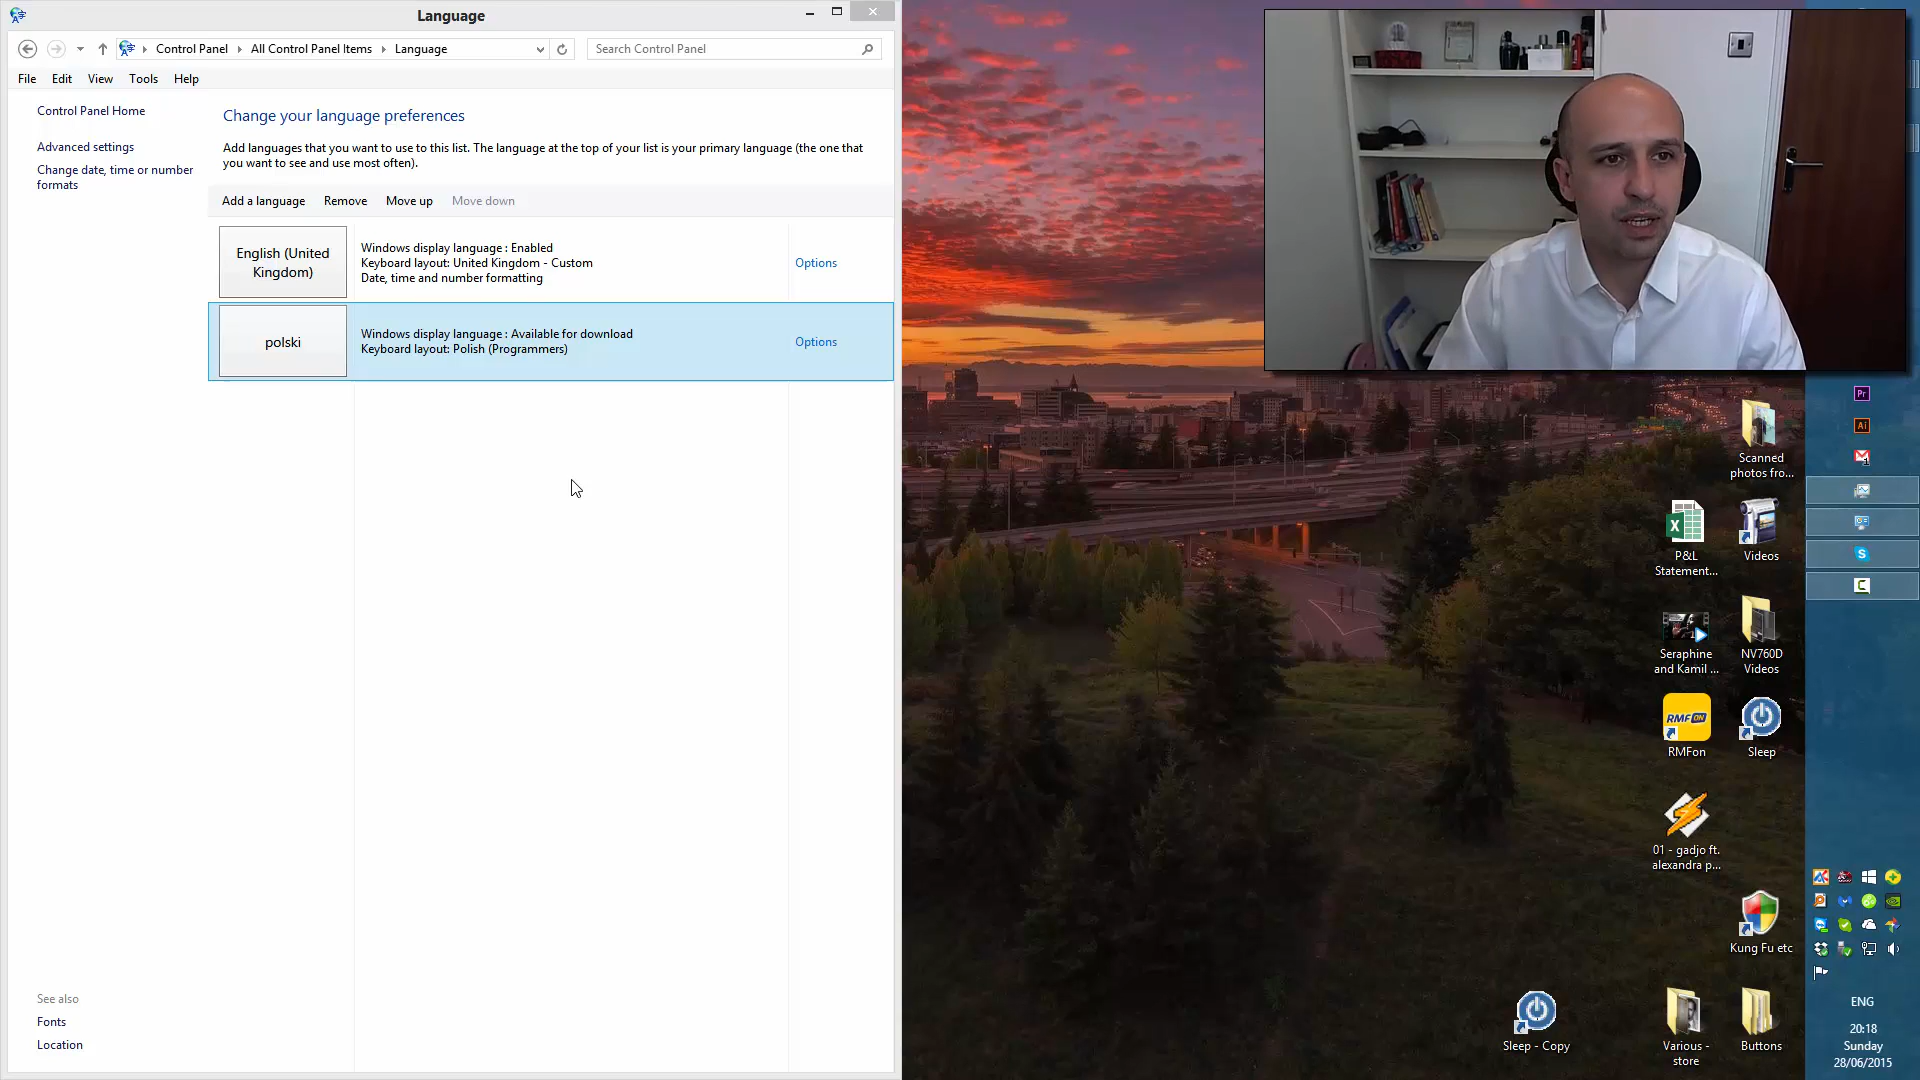 Language
Control Panel
All Control Panel Items
Language
Search Control Panel
File
Edit
View
Tools
Help
Control Panel Home
Advanced settings
Change date, time or number
formats
Change your language preferences
Add languages that you want to use to this list. The language at the top of your list is your primary language (the one that
you want to see and use most often).
Add a language
Remove
Move up
Move down
English (United
Kingdom)
Windows display language : Enabled
Keyboard layout: United Kingdom - Custom
Date, time and number formatting
Options
polski
Windows display language : Available for download
Keyboard layout: Polish (Programmers)
Options
See also
Fonts
Location
Pr
Ai
Scanned
photos fro...
P&L
Statement...
Videos
Seraphine
and Kamil ...
NV760D
Videos
RMF ON
RMFon
Sleep
01 - gadjo ft.
alexandra p...
Kung Fu etc
Sleep - Copy
Various -
store
Buttons
ENG
20:18
Sunday
28/06/2015